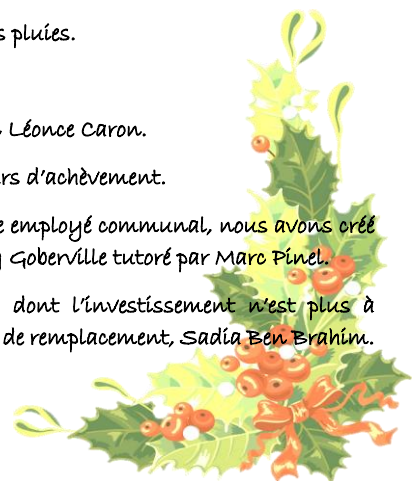 s pluies.
Léonce Caron.
rs d'achèvement.
e employé communal, nous avons créé
y Goberville tutoré par Marc Pinel.
dont l'investissement n'est plus à
de remplacement, Sadia Ben Brahim.